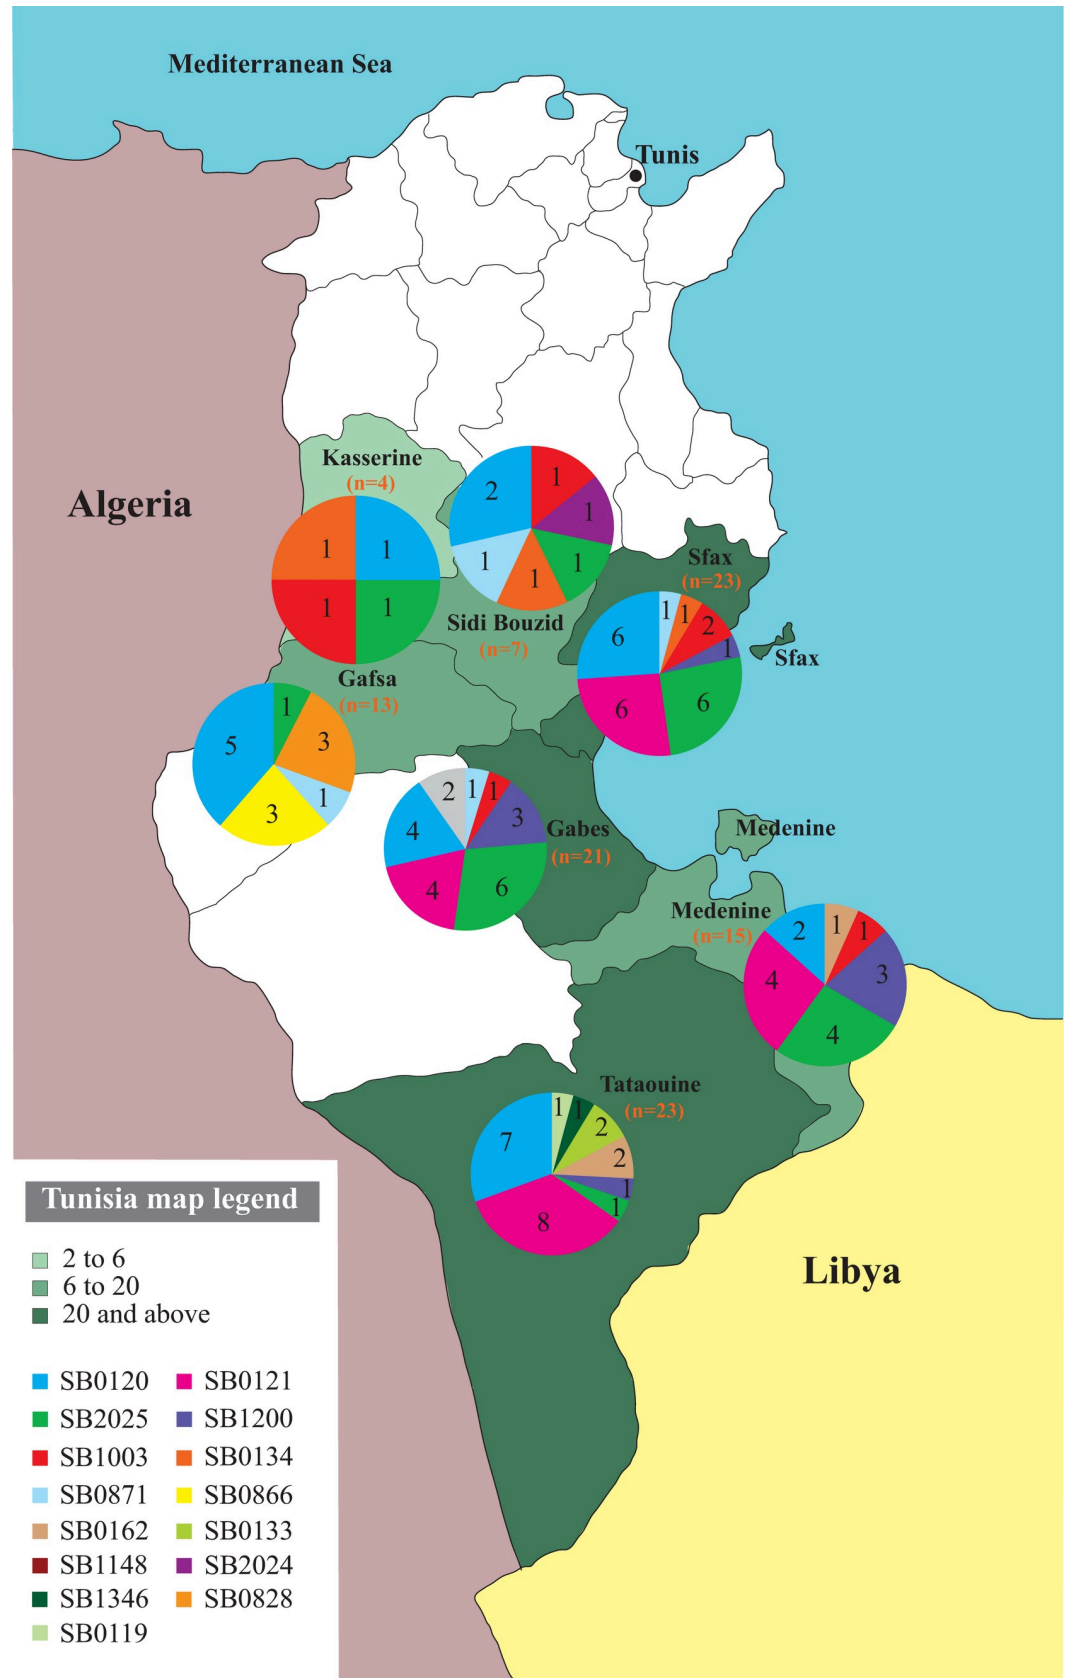 Mediterranean Sea
Tunis
Algeria
Kasserine
(n=4)
1
1
1
1
2
1
1
1
1
1
Sidi Bouzid
(n=7)
Sfax
(n=23)
1
1
2
1
6
6
6
Sfax
Gafsa
(n=13)
1
3
5
1
3
2
1
1
3
4
4
6
Gabes
(n=21)
Medenine
Medenine
(n=15)
2
1
1
3
4
4
Tataouine
(n=23)
1
1
2
2
1
1
7
8
Libya
Tunisia map legend
2 to 6
6 to 20
20 and above
SB0120 SB0121
SB2025 SB1200
SB1003 SB0134
SB0871 SB0866
SB0162 SB0133
SB1148 SB2024
SB1346 SB0828
SB0119